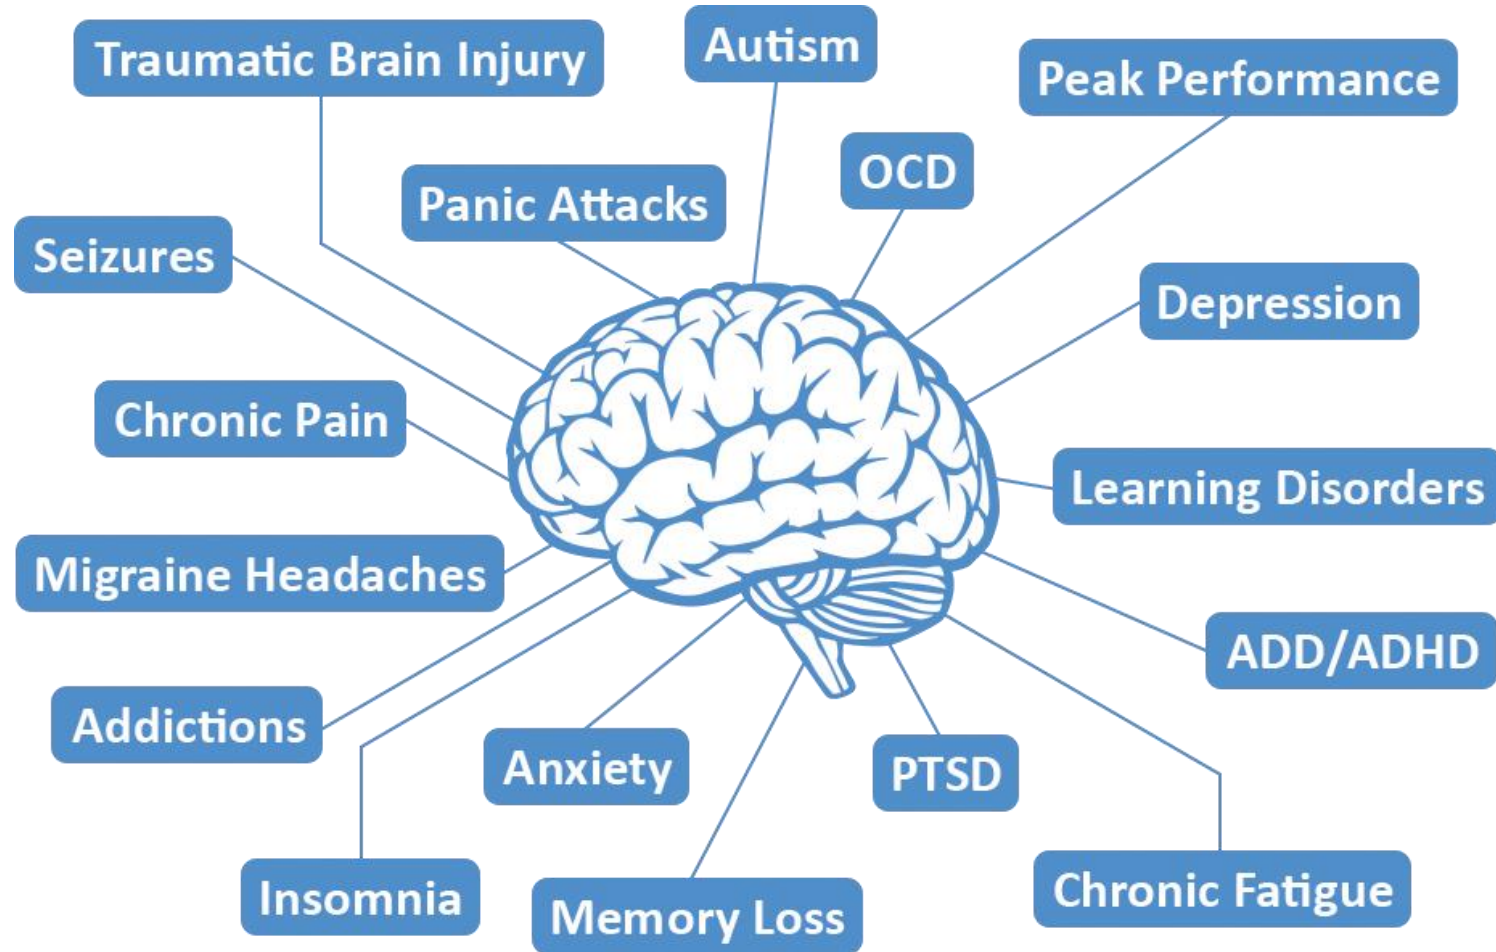 Traumatic Brain Injury
Autism
Peak Performance
OCD
Panic Attacks
Seizures
Depression
Chronic Pain
Learning Disorders
Migraine Headaches
ADD/ADHD
Addictions
Anxiety
PTSD
Insomnia
Memory Loss
Chronic Fatigue